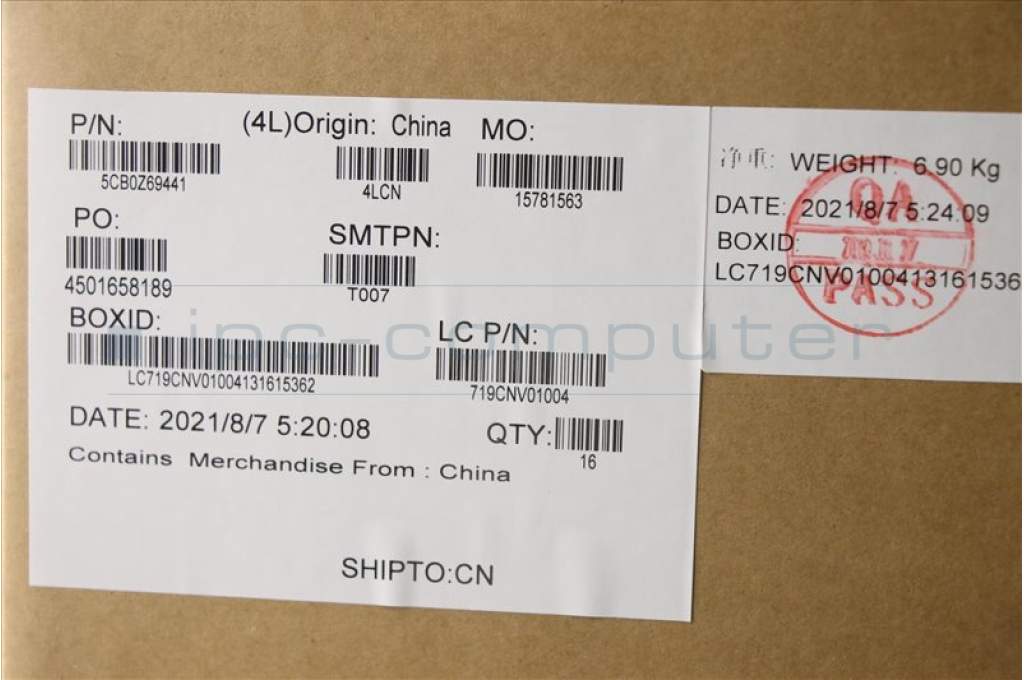 P/N:
5CB0Z69441
(4L)Origin: China
4LCN
MO:
15781563
PO:
4501658189
SMTPN:
T007
BOXID:
LC719CNV01004131615362
LC P/N:
719CNV01004
DATE: 2021/8/7 5:20:08
QTY:
16
Contains Merchandise From : China
SHIPTO:CN
净重: WEIGHT: 6.90 Kg
DATE: 2021/8/7 5:24:09
BOXID:
LC719CNV0100413161536
QA
PASS
ipc-computer